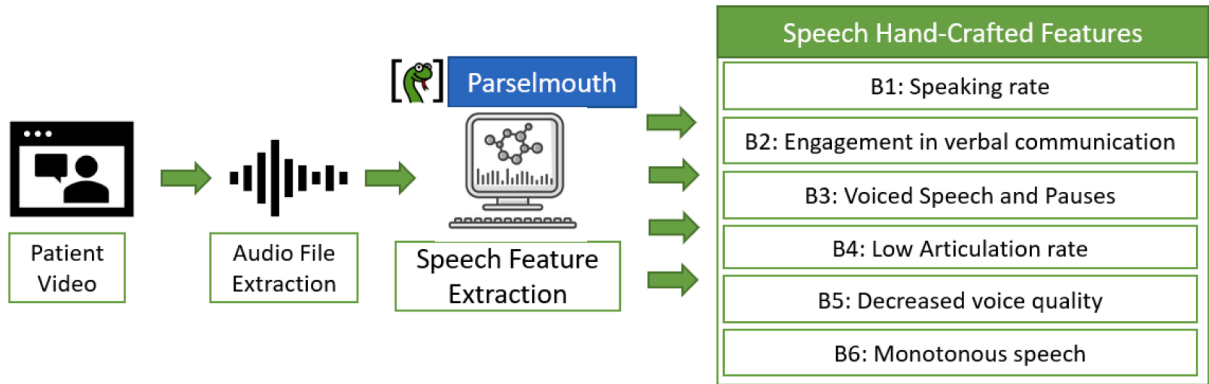 Speech Hand-Crafted Features
Parselmouth
B1: Speaking rate
B2: Engagement in verbal communication
B3: Voiced Speech and Pauses
B4: Low Articulation rate
B5: Decreased voice quality
B6: Monotonous speech
Patient
Video
Audio File
Extraction
Speech Feature
Extraction